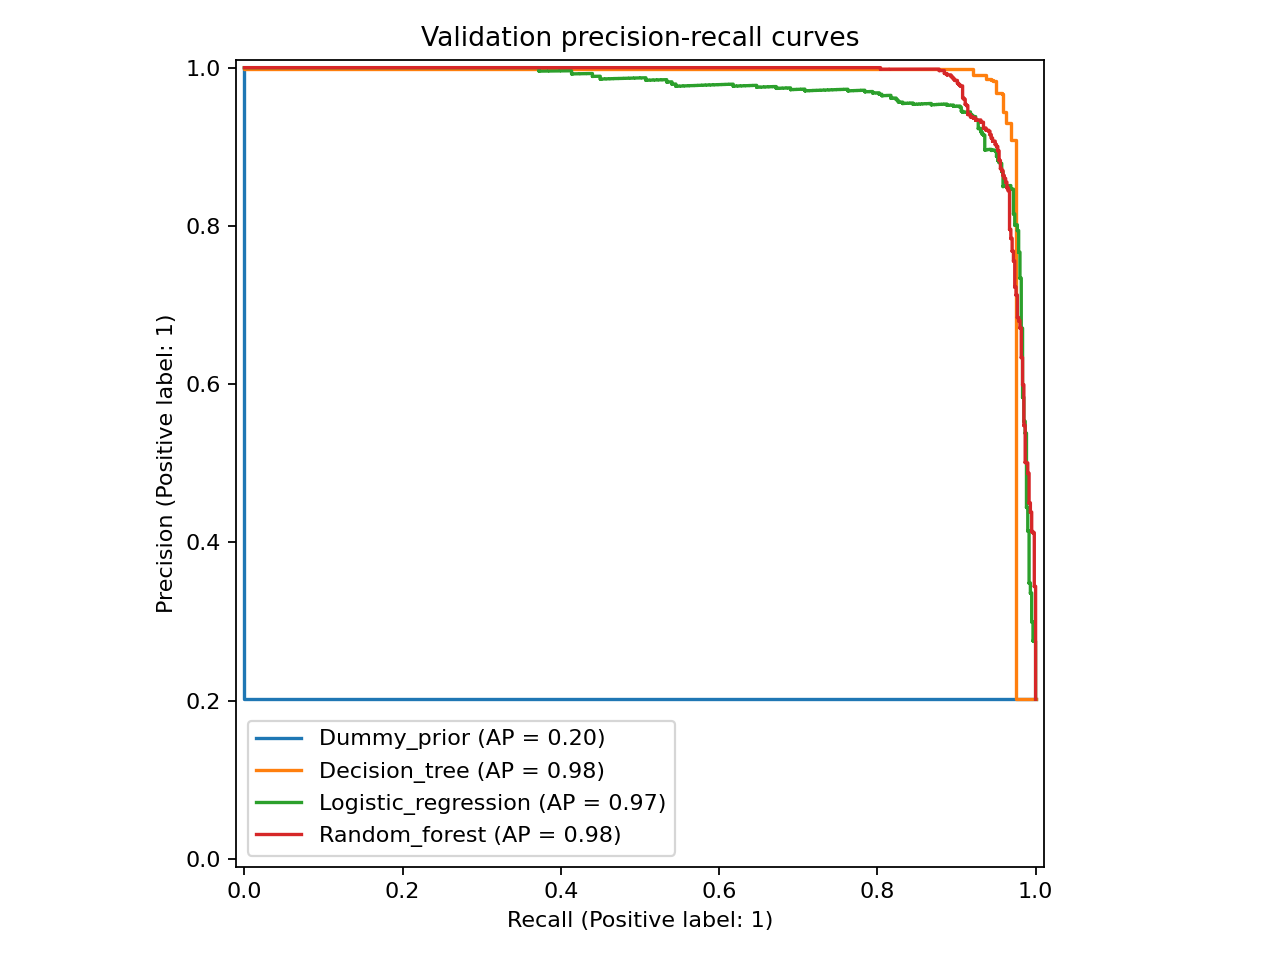 Validation precision-recall curves
1.0
0.8
0.6
0.4
0.2
0.0
Precision (Positive label: 1)
Dummy_prior (AP = 0.20)
Decision_tree (AP = 0.98)
Logistic_regression (AP = 0.97)
Random_forest (AP = 0.98)
0.0 0.2 0.4 0.6 0.8 1.0
Recall (Positive label: 1)